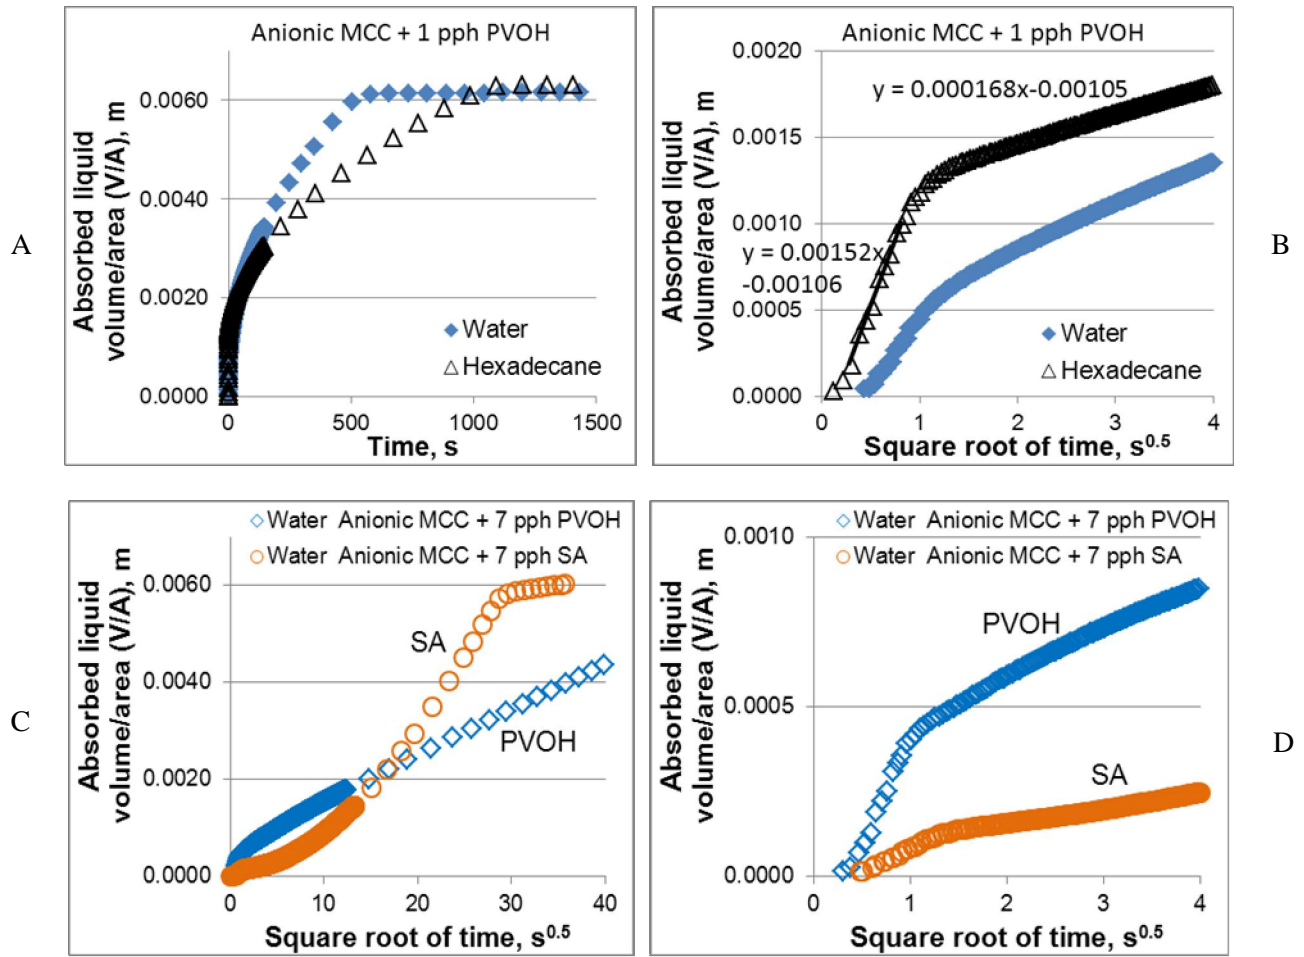 A
Anionic MCC + 1 pph PVOH
Absorbed liquid
volume/area (V/A), m
0.0060
0.0040
0.0020
0.0000
Water
Hexadecane
0 500 1000 1500
Time, s
B
Anionic MCC + 1 pph PVOH
y = 0.000168x-0.00105
y = 0.00152x
-0.00106
Absorbed liquid
volume/area (V/A), m
0.0020
0.0015
0.0010
0.0005
0.0000
Water
Hexadecane
0 1 2 3 4
Square root of time, s0.5
C
Water Anionic MCC + 7 pph PVOH
Water Anionic MCC + 7 pph SA
Absorbed liquid
volume/area (V/A), m
0.0060
0.0040
0.0020
0.0000
SA
PVOH
0 10 20 30 40
Square root of time, s0.5
D
Water Anionic MCC + 7 pph PVOH
Water Anionic MCC + 7 pph SA
Absorbed liquid
volume/area (V/A), m
0.0010
0.0005
0.0000
PVOH
SA
0 1 2 3 4
Square root of time, s0.5